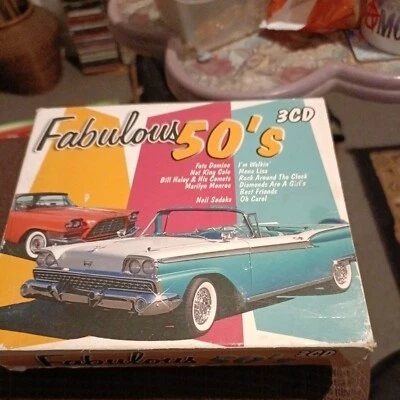 Fabulous 50's
3CD
Fats Domino I'm Walkin'
Nat King Cole Mona Lisa
Bill Haley & His Comets Rock Around The Clock
Marilyn Monroe Diamonds Are A Girl's
Best Friends
Neil Sedaka Oh Carol
Fabulous 50's 3CD